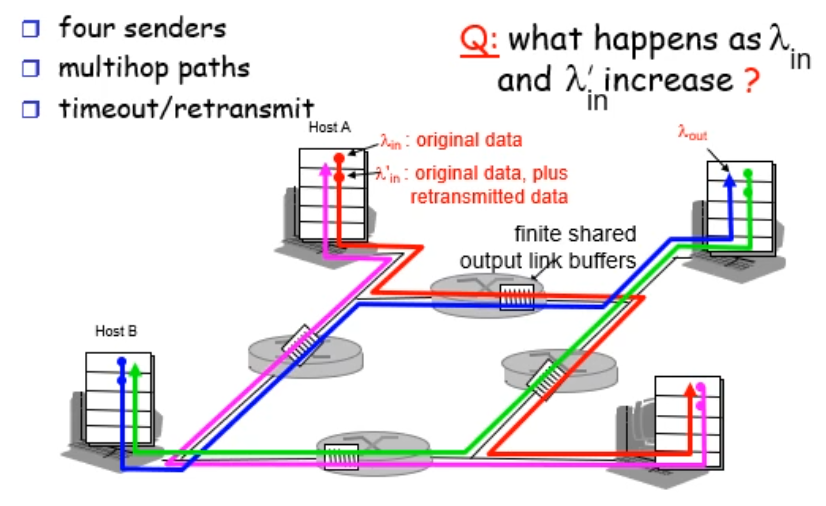 four senders
multihop paths
timeout/retransmit
Q: what happens as λin
and λ′in increase ?
Host A
λin : original data
λ'in : original data, plus
retransmitted data
λout
finite shared
output link buffers
Host B